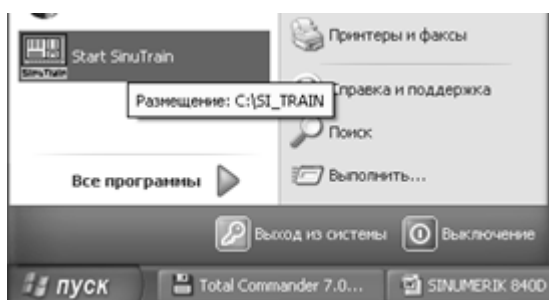 Start SinuTrain
SinuTrain
Размещение: C:\SI_TRAIN
Все программы
Принтеры и факсы
Справка и поддержка
Поиск
Выполнить...
Выход из системы
Выключение
пуск
Total Commander 7.0...
SINUMERIK 840D